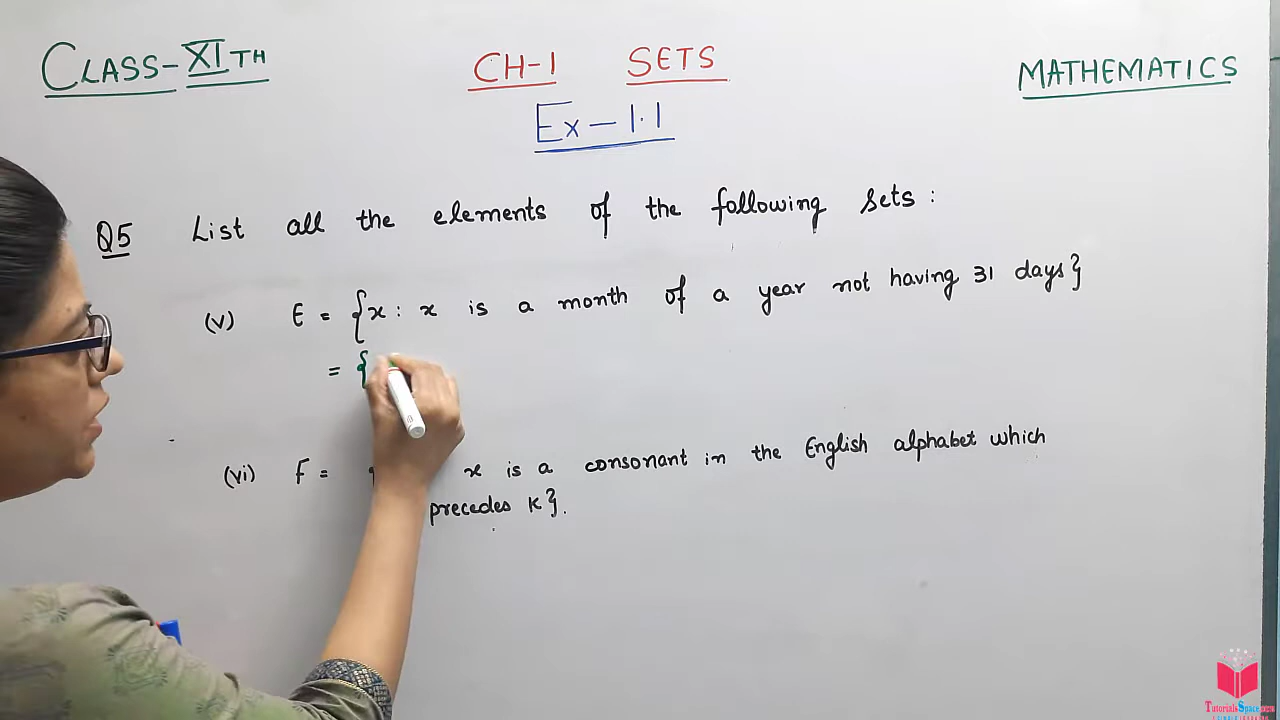 CLASS-XITH CH-1 SETS MATHEMATICS
Ex-1.1
Q5 List all the elements of the following sets:
(v) E = {x: x is a month of a year not having 31 days}
= {
(vi) F = x is a consonant in the English alphabet which
precedes K}.
TutorialsSpace